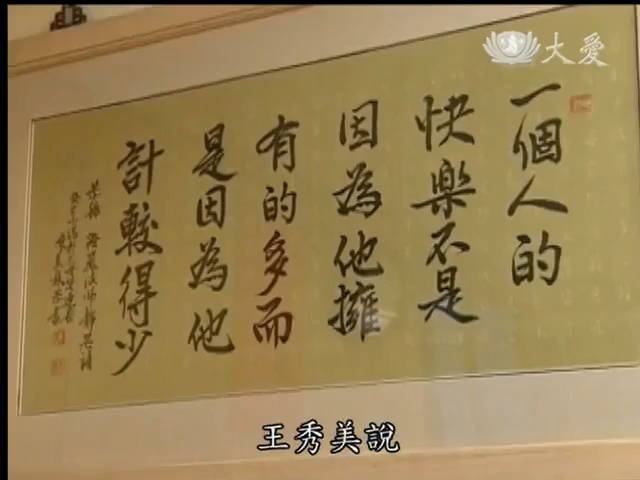 大愛
一個人的
快樂不是
因為他擁
有的多而
是因為他
計較得少
王秀美說